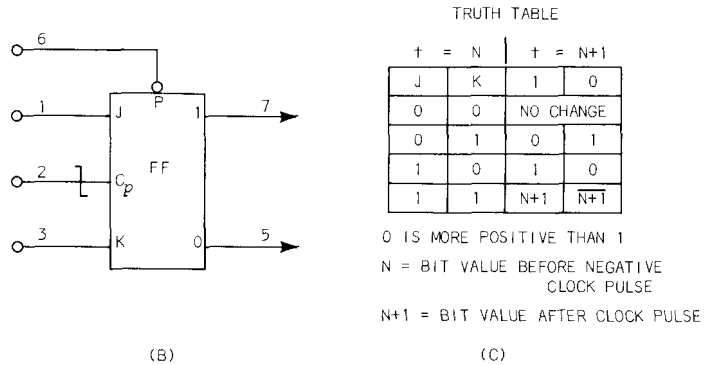 6
P
1
J
1
7
2
Cp
FF
3
K
0
5
(B)
TRUTH TABLE
t = N t = N+1
J K 1 0
0 0 NO CHANGE
0 1 0 1
1 0 1 0
1 1 N+1 N+1
0 IS MORE POSITIVE THAN 1
N = BIT VALUE BEFORE NEGATIVE
CLOCK PULSE
N+1 = BIT VALUE AFTER CLOCK PULSE
(C)